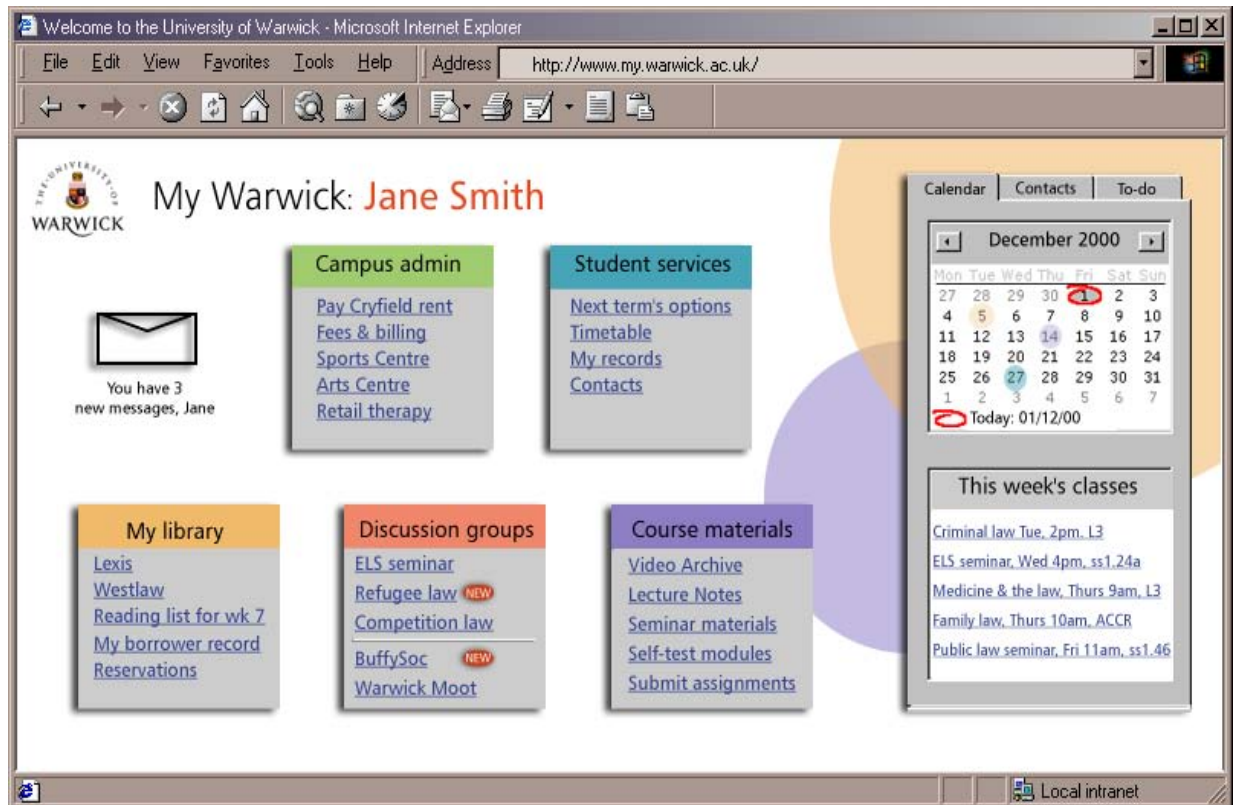 Welcome to the University of Warwick - Microsoft Internet Explorer
File Edit View Favorites Tools Help Address http://www.my.warwick.ac.uk/
THE·UNIVERSITY·OF
WARWICK
My Warwick: Jane Smith
You have 3
new messages, Jane
Campus admin
Pay Cryfield rent
Fees & billing
Sports Centre
Arts Centre
Retail therapy
Student services
Next term's options
Timetable
My records
Contacts
My library
Lexis
Westlaw
Reading list for wk 7
My borrower record
Reservations
Discussion groups
ELS seminar
Refugee law NEW
Competition law
BuffySoc NEW
Warwick Moot
Course materials
Video Archive
Lecture Notes
Seminar materials
Self-test modules
Submit assignments
Calendar Contacts To-do
December 2000
Mon Tue Wed Thu Fri Sat Sun
27 28 29 30 1 2 3
4 5 6 7 8 9 10
11 12 13 14 15 16 17
18 19 20 21 22 23 24
25 26 27 28 29 30 31
1 2 3 4 5 6 7
Today: 01/12/00
This week's classes
Criminal law Tue, 2pm. L3
ELS seminar, Wed 4pm, ss1.24a
Medicine & the law, Thurs 9am, L3
Family law, Thurs 10am, ACCR
Public law seminar, Fri 11am, ss1.46
Local intranet